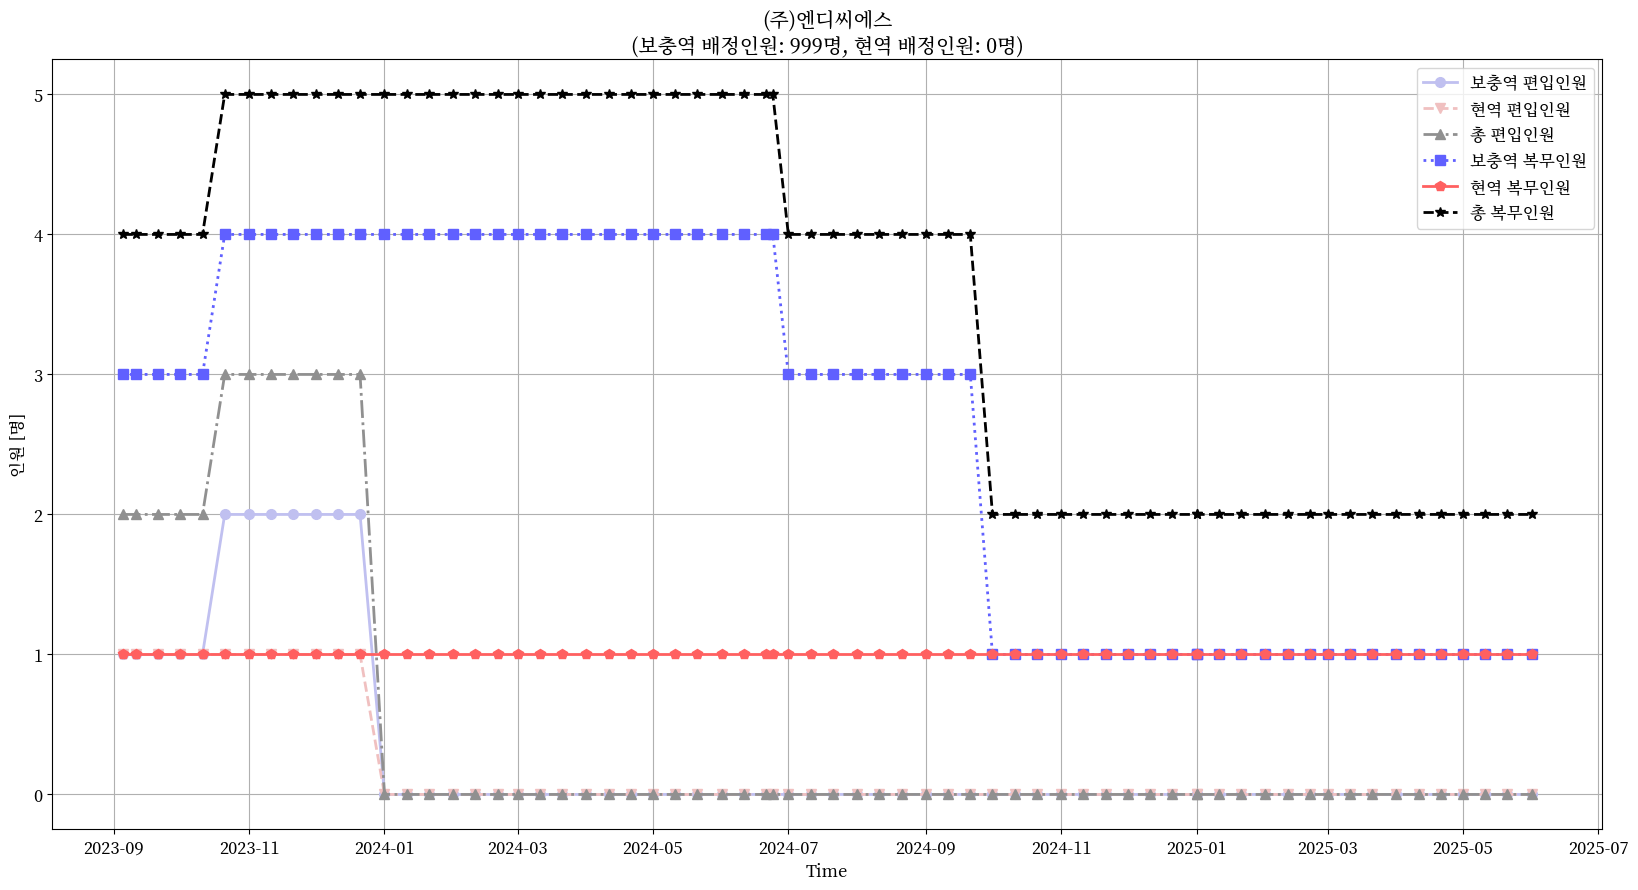 (주)엔디씨에스
(보충역 배정인원: 999명, 현역 배정인원: 0명)
보충역 편입인원
현역 편입인원
총 편입인원
보충역 복무인원
현역 복무인원
총 복무인원
인원 [명]
5
4
3
2
1
0
2023-09 2023-11 2024-01 2024-03 2024-05 2024-07 2024-09 2024-11 2025-01 2025-03 2025-05 2025-07
Time